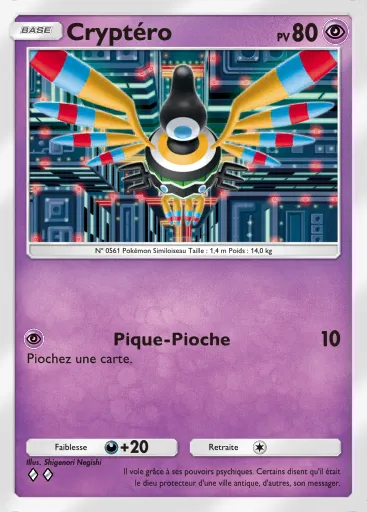 BASE Cryptéro PV 80
N° 0561 Pokémon Similoiseau Taille : 1,4 m Poids : 14,0 kg
Pique-Pioche 10
Piochez une carte.
Faiblesse +20 Retraite
Illus. Shigenori Negishi
Il vole grâce à ses pouvoirs psychiques. Certains disent qu'il était
le dieu protecteur d'une ville antique, d'autres, son messager.